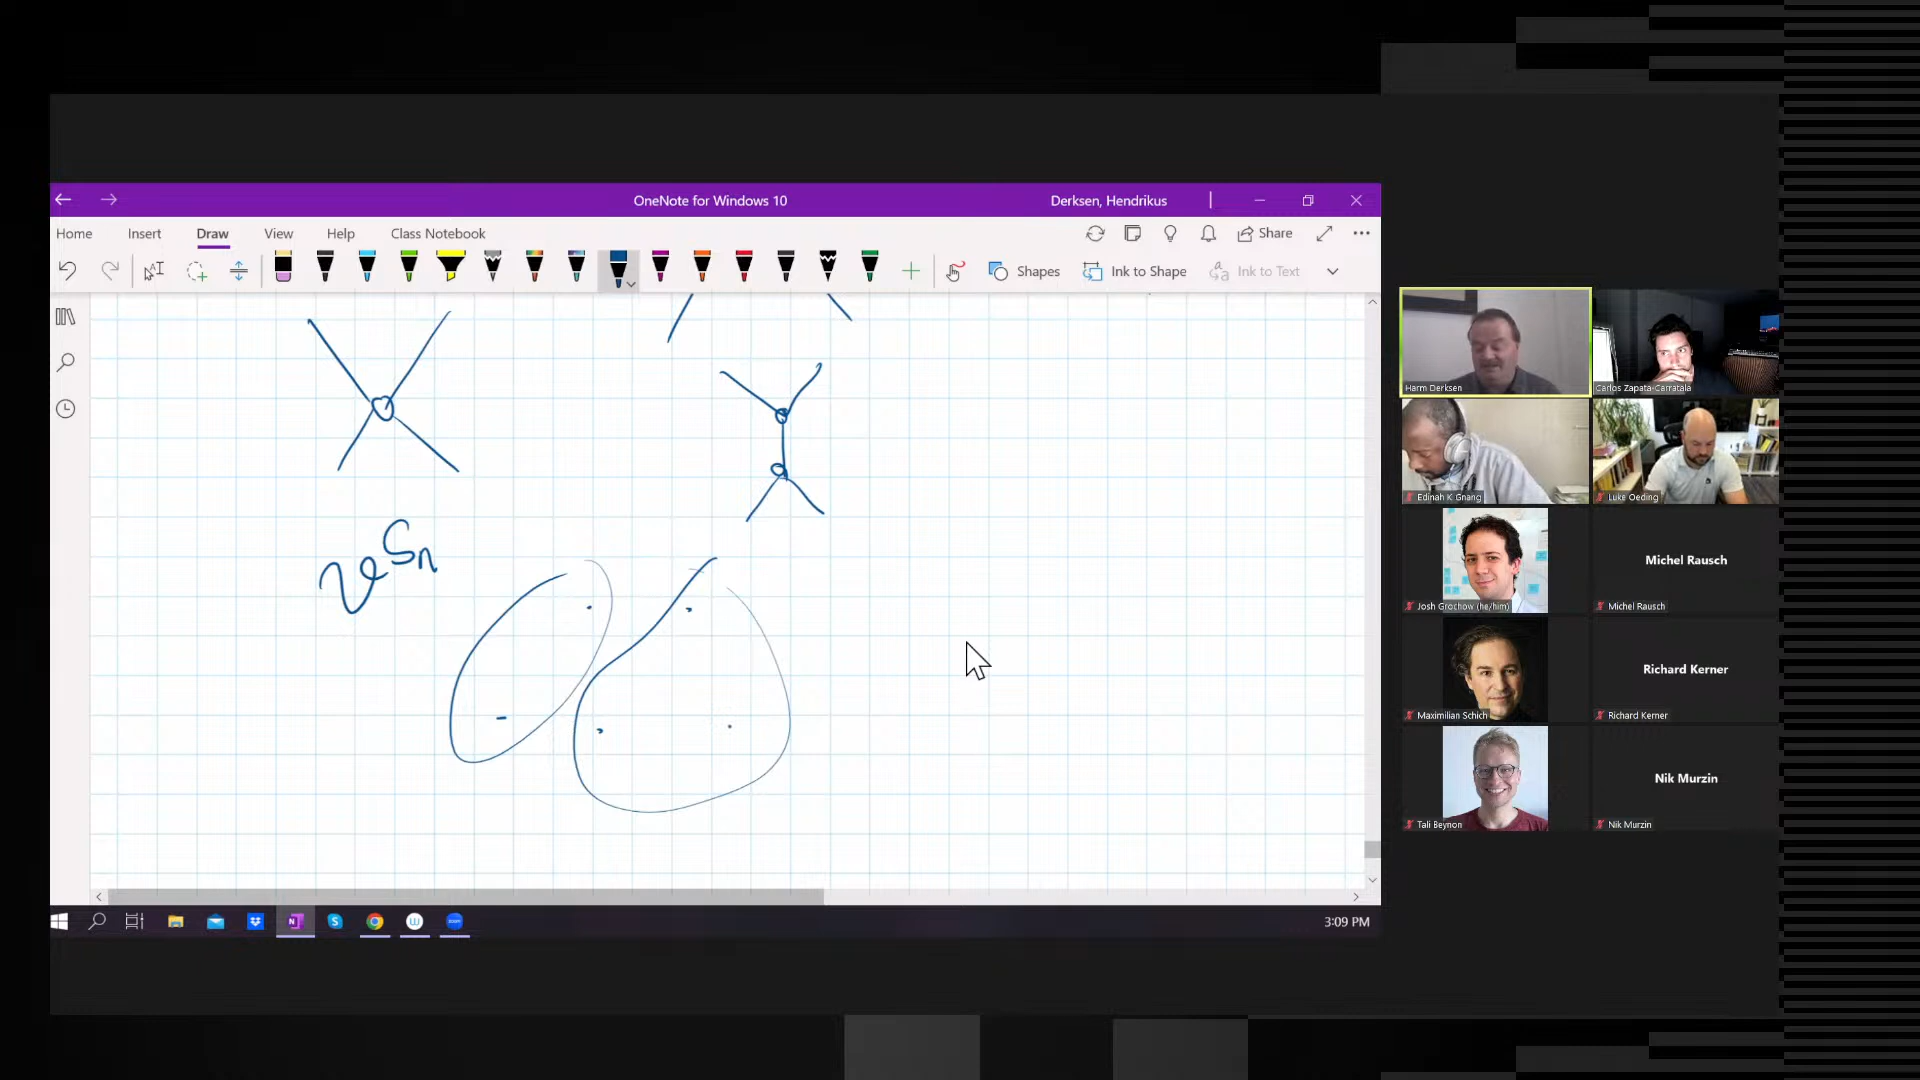 OneNote for Windows 10
Derksen, Hendrikus
Home Insert Draw View Help Class Notebook
Share
Shapes
Ink to Shape
Ink to Text
Harm Derksen
Carlos Zapata-Carratalá
Edinah K Gnang
Luke Oeding
Michel Rausch
Josh Grochow (he/him)
Michel Rausch
Richard Kerner
Maximilian Schich
Richard Kerner
Nik Murzin
Tali Beynon
Nik Murzin
3:09 PM